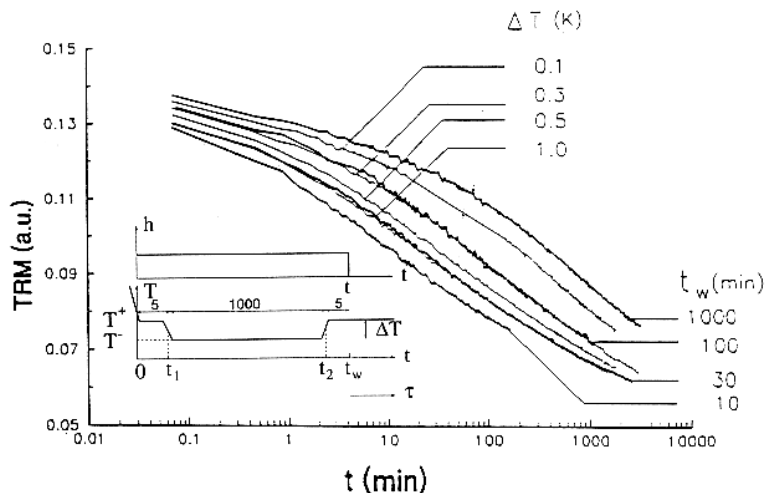 ΔT (K)
0.15
0.1
0.3
0.13
0.5
1.0
0.11
TRM (a.u.)
h
t
t
0.09
T
5 1000 5
t_w (min)
T⁺
1000
ΔT
0.07
T⁻
100
t
0 t₁ t₂ t_w
30
τ
10
0.05
0.01 0.1 1 10 100 1000 10000
t (min)